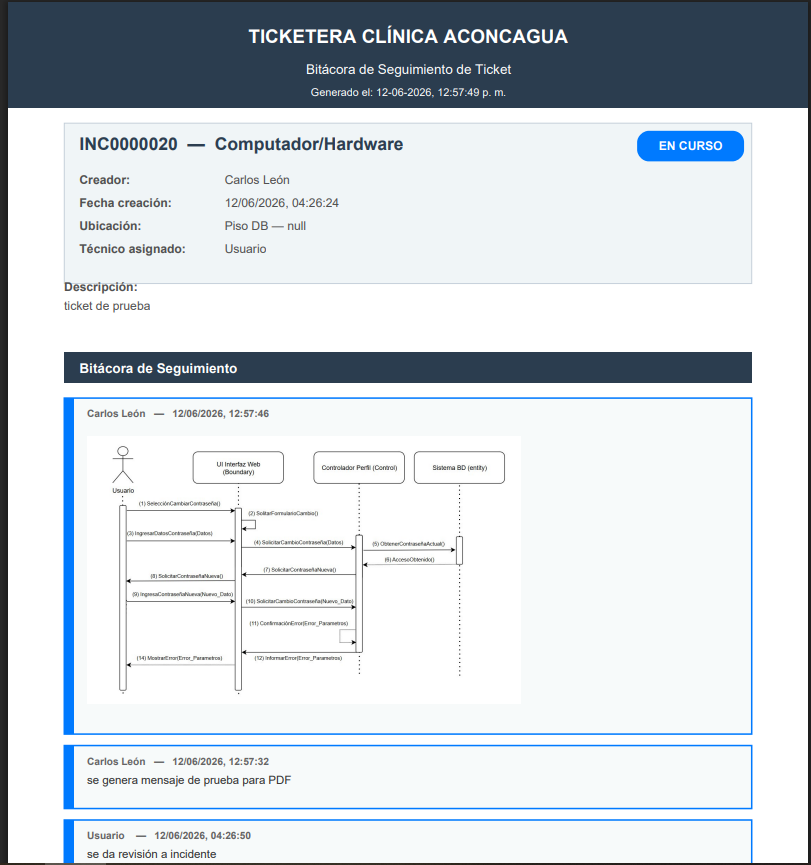 TICKETERA CLÍNICA ACONCAGUA
Bitácora de Seguimiento de Ticket
Generado el: 12-06-2026, 12:57:49 p. m.
INC0000020 — Computador/Hardware
EN CURSO
Creador: Carlos León
Fecha creación: 12/06/2026, 04:26:24
Ubicación: Piso DB — null
Técnico asignado: Usuario
Descripción:
ticket de prueba
Bitácora de Seguimiento
Carlos León — 12/06/2026, 12:57:46
UI Interfaz Web
(Boundary)
Controlador Perfil (Control)
Sistema BD (entity)
Usuario
(1) SelecciónCambiarContraseña()
(2) SolitarFormularioCambio()
(3) IngresarDatosContraseña(Datos)
(4) SolicitarCambioContraseña(Datos)
(5) ObtenerContraseñaActual()
(6) AccesoObtenido()
(7) SolicitarContraseñaNueva()
(8) SolicitarContraseñaNueva()
(9) IngresaContraseñaNueva(Nuevo_Dato)
(10) SolicitarCambioContraseña(Nuevo_Dato)
(11) ConfirmaciónError(Error_Parametros)
(12) InformarError(Error_Parametros)
(14) MostrarError(Error_Parametros)
Carlos León — 12/06/2026, 12:57:32
se genera mensaje de prueba para PDF
Usuario — 12/06/2026, 04:26:50
se da revisión a incidente